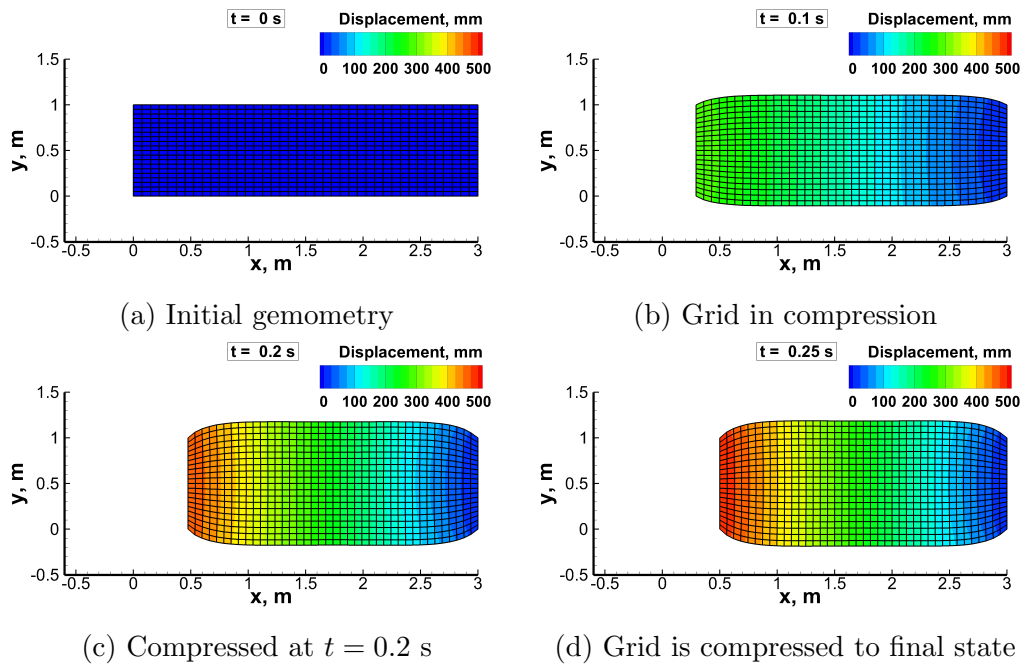 t = 0 s
Displacement, mm
0 100 200 300 400 500
1.5
1
0.5
0
-0.5
y, m
-0.5 0 0.5 1 1.5 2 2.5 3
x, m
(a) Initial gemometry
t = 0.1 s
Displacement, mm
0 100 200 300 400 500
1.5
1
0.5
0
-0.5
y, m
-0.5 0 0.5 1 1.5 2 2.5 3
x, m
(b) Grid in compression
t = 0.2 s
Displacement, mm
0 100 200 300 400 500
1.5
1
0.5
0
-0.5
y, m
-0.5 0 0.5 1 1.5 2 2.5 3
x, m
(c) Compressed at t = 0.2 s
t = 0.25 s
Displacement, mm
0 100 200 300 400 500
1.5
1
0.5
0
-0.5
y, m
-0.5 0 0.5 1 1.5 2 2.5 3
x, m
(d) Grid is compressed to final state